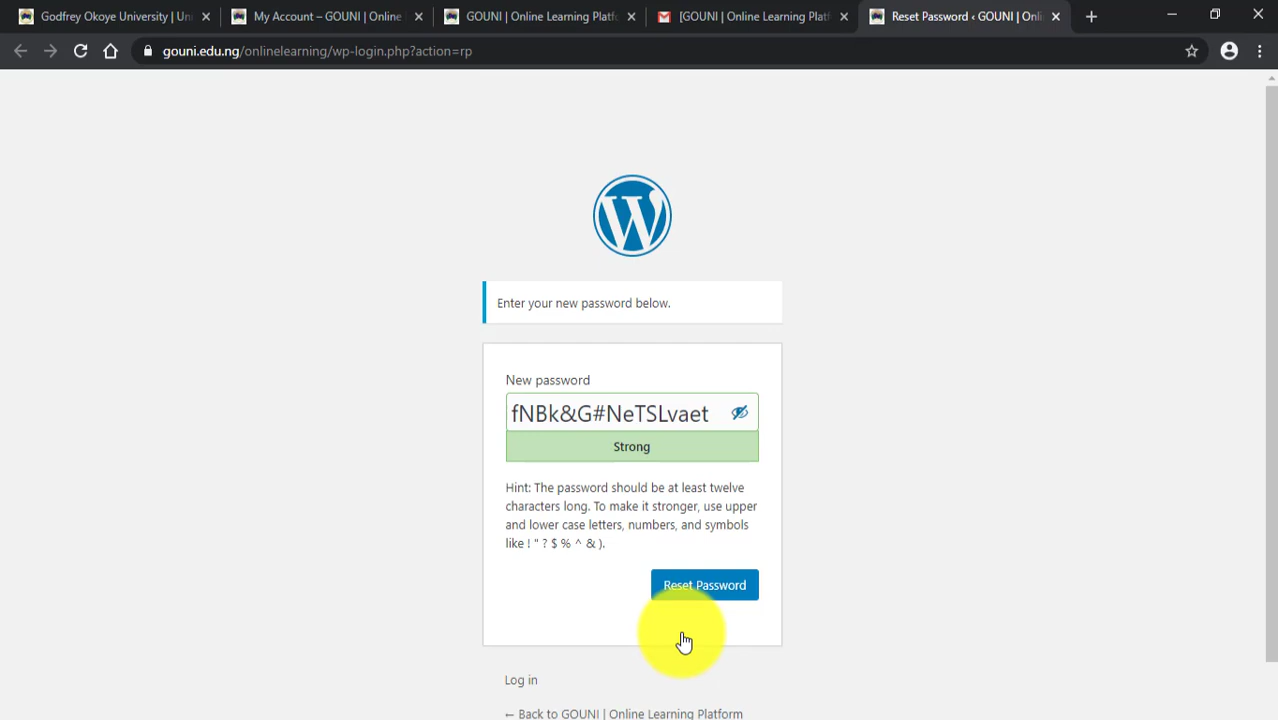 Godfrey Okoye University | Uni
My Account – GOUNI | Online
GOUNI | Online Learning Platfo
[GOUNI | Online Learning Platf
Reset Password ‹ GOUNI | Onli
gouni.edu.ng/onlinelearning/wp-login.php?action=rp
W
Enter your new password below.
New password
fNBk&G#NeTSLvaet
Strong
Hint: The password should be at least twelve
characters long. To make it stronger, use upper
and lower case letters, numbers, and symbols
like ! " ? $ % ^ & ).
Reset Password
Log in
← Back to GOUNI | Online Learning Platform